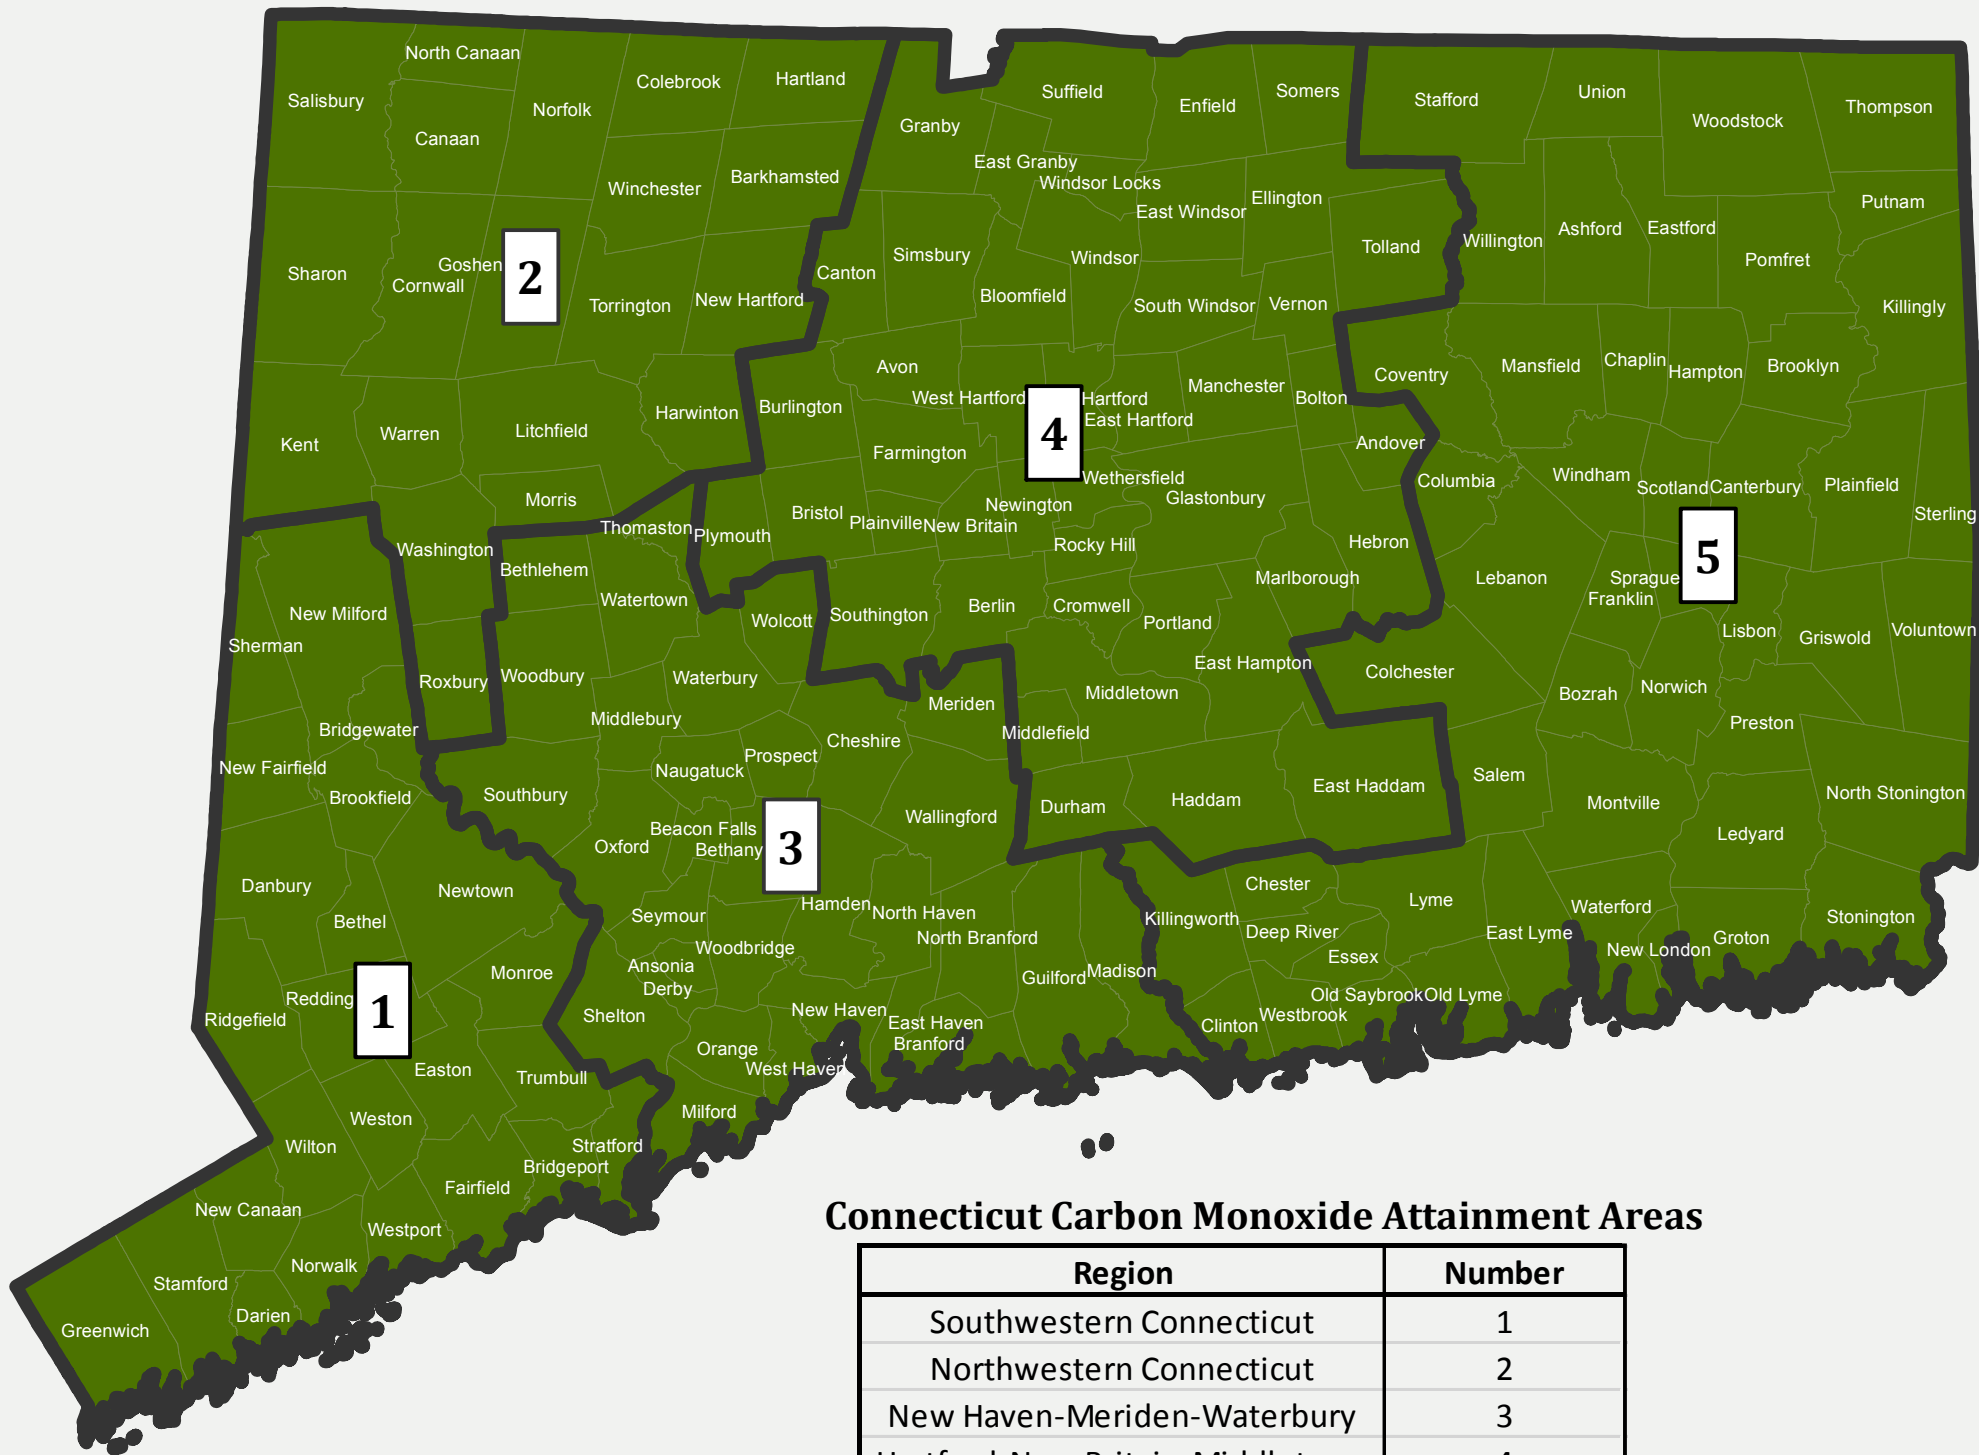 North Canaan
Colebrook
Hartland
Salisbury
Norfolk
Canaan
Suffield
Enfield
Somers
Stafford
Union
Woodstock
Thompson
Granby
East Granby
Windsor Locks
Winchester
Barkhamsted
East Windsor
Ellington
Putnam
Sharon
Goshen
Cornwall
2
Torrington
New Hartford
Canton
Simsbury
Windsor
Bloomfield
South Windsor
Vernon
Tolland
Willington
Ashford
Eastford
Pomfret
Killingly
Avon
West Hartford
Hartford
East Hartford
Manchester
Bolton
Coventry
Mansfield
Chaplin
Hampton
Brooklyn
Kent
Warren
Litchfield
Harwinton
Burlington
4
Farmington
Andover
Wethersfield
Newington
Glastonbury
Columbia
Windham
Scotland
Canterbury
Plainfield
Sterling
Morris
Thomaston
Plymouth
Bristol
Plainville
New Britain
Rocky Hill
Hebron
Washington
Bethlehem
Watertown
Marlborough
Lebanon
5
Sprague
Franklin
New Milford
Sherman
Wolcott
Southington
Berlin
Cromwell
Portland
Lisbon
Griswold
Voluntown
Roxbury
Woodbury
Waterbury
East Hampton
Colchester
Middletown
Bozrah
Norwich
Preston
Bridgewater
Middlebury
Meriden
Middlefield
Cheshire
Prospect
Naugatuck
New Fairfield
Brookfield
Southbury
Wallingford
Durham
Haddam
East Haddam
Salem
Montville
North Stonington
Ledyard
Oxford
Beacon Falls
Bethany
3
Danbury
Newtown
Bethel
Seymour
Hamden
North Haven
North Branford
Woodbridge
Killingworth
Chester
Deep River
Essex
Lyme
East Lyme
Waterford
New London
Groton
Stonington
Monroe
Ansonia
Derby
Shelton
Redding
Ridgefield
1
Guilford
Madison
New Haven
East Haven
Branford
Clinton
Westbrook
Old Saybrook
Old Lyme
Orange
West Haven
Easton
Trumbull
Milford
Weston
Wilton
Stratford
Bridgeport
Fairfield
New Canaan
Westport
Norwalk
Stamford
Darien
Greenwich
Connecticut Carbon Monoxide Attainment Areas
Region Number
Southwestern Connecticut 1
Northwestern Connecticut 2
New Haven-Meriden-Waterbury 3